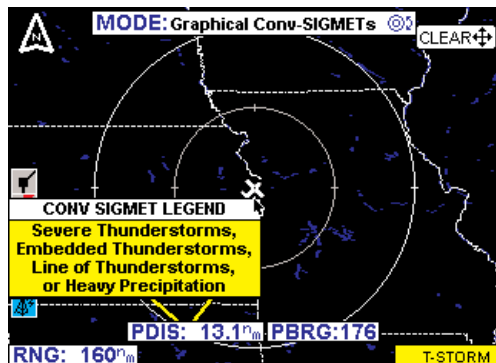 N
MODE: Graphical Conv-SIGMETs
CLEAR
CONV SIGMET LEGEND
Severe Thunderstorms,
Embedded Thunderstorms,
Line of Thunderstorms,
or Heavy Precipitation
PDIS: 13.1nm PBRG:176
RNG: 160nm
T-STORM